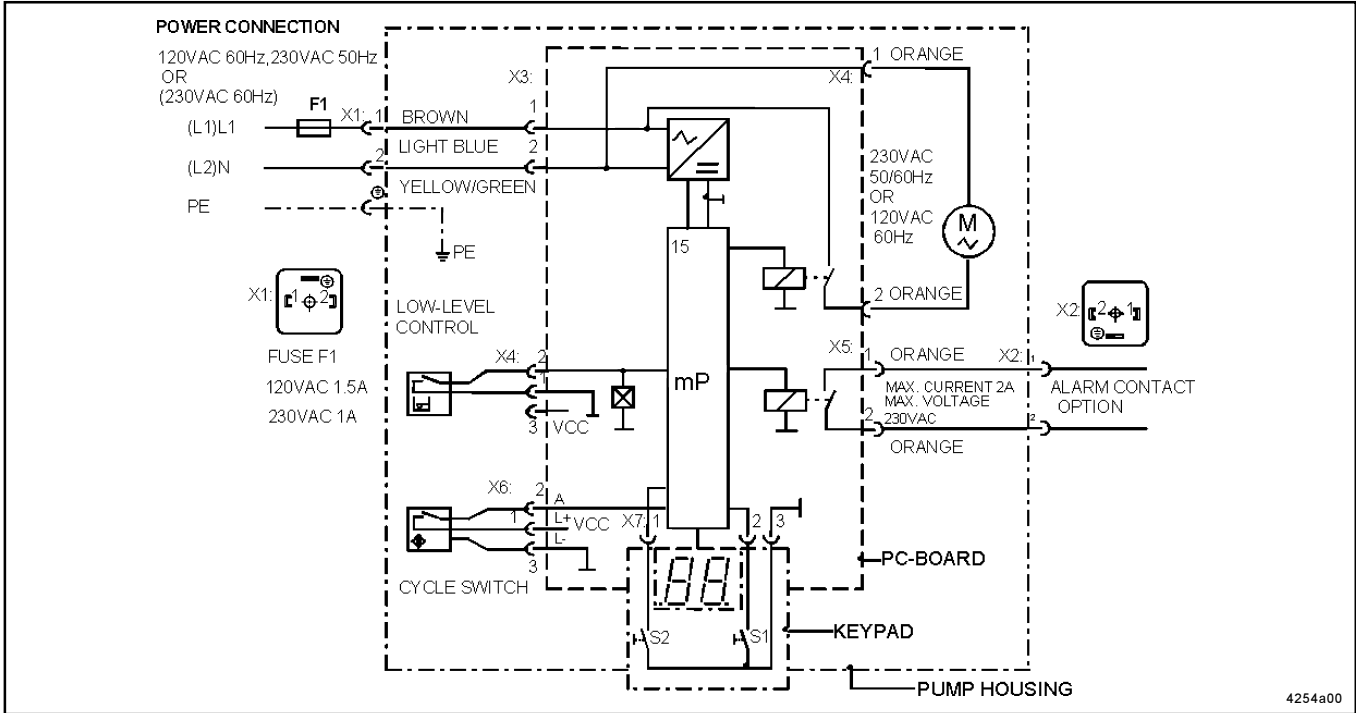 POWER CONNECTION
120VAC 60Hz,230VAC 50Hz
OR
(230VAC 60Hz)
F1
X1: 1
BROWN
X3:
1
X4:
1 ORANGE
(L1)L1
2
LIGHT BLUE
2
(L2)N
YELLOW/GREEN
PE
PE
230VAC
50/60Hz
OR
120VAC
60Hz
M
15
X1:
1 2
LOW-LEVEL
CONTROL
2 ORANGE
X2:
2 1
FUSE F1
120VAC 1.5A
230VAC 1A
X4: 2
1
3 VCC
mP
X5: 1 ORANGE
X2: 1
MAX. CURRENT 2A
MAX. VOLTAGE
230VAC
2
2
ORANGE
ALARM CONTACT
OPTION
X6: 2 A
1 L+ VCC
L-
3
X7: 1
2
3
CYCLE SWITCH
PC-BOARD
88
S2
S1
KEYPAD
PUMP HOUSING
4254a00